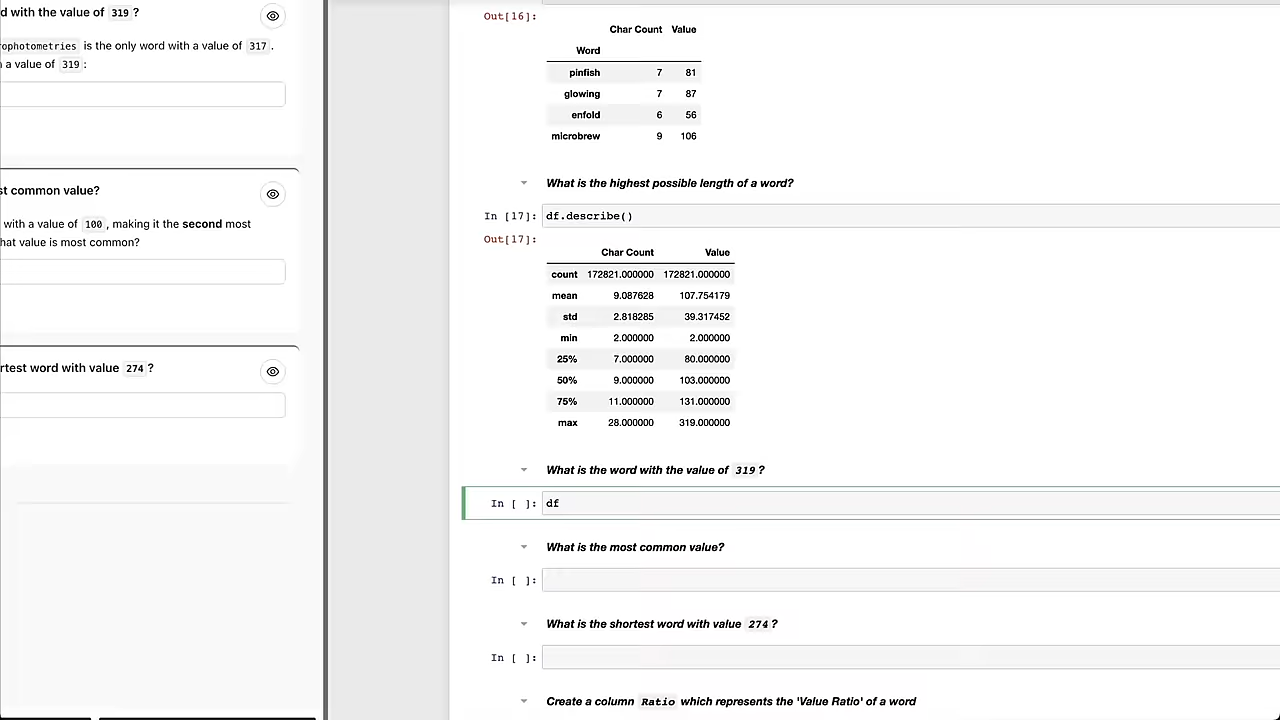 d with the value of 319 ?
ophotometries is the only word with a value of 317 .
a value of 319 :
st common value?
with a value of 100 , making it the second most
hat value is most common?
rtest word with value 274 ?
Out[16]:
Char Count Value
Word
pinfish 7 81
glowing 7 87
enfold 6 56
microbrew 9 106
What is the highest possible length of a word?
In [17]: df.describe()
Out[17]:
Char Count Value
count 172821.000000 172821.000000
mean 9.087628 107.754179
std 2.818285 39.317452
min 2.000000 2.000000
25% 7.000000 80.000000
50% 9.000000 103.000000
75% 11.000000 131.000000
max 28.000000 319.000000
What is the word with the value of 319 ?
In [ ]: df
What is the most common value?
In [ ]:
What is the shortest word with value 274 ?
In [ ]:
Create a column Ratio which represents the 'Value Ratio' of a word